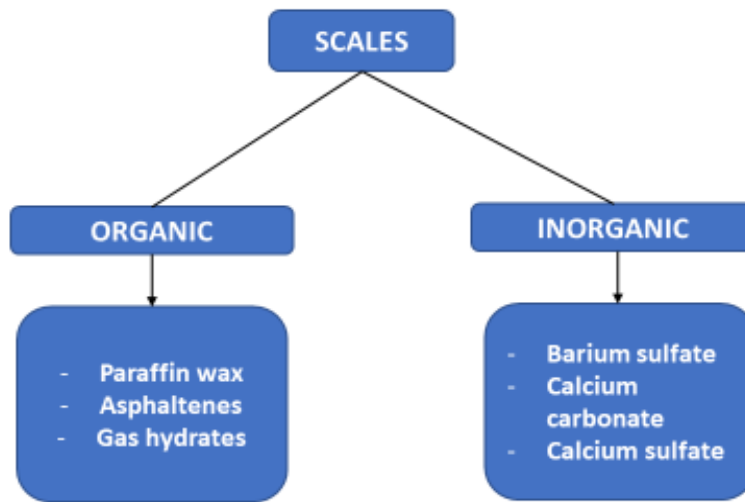 SCALES
ORGANIC
INORGANIC
- Paraffin wax
- Asphaltenes
- Gas hydrates
- Barium sulfate
- Calcium
carbonate
- Calcium sulfate